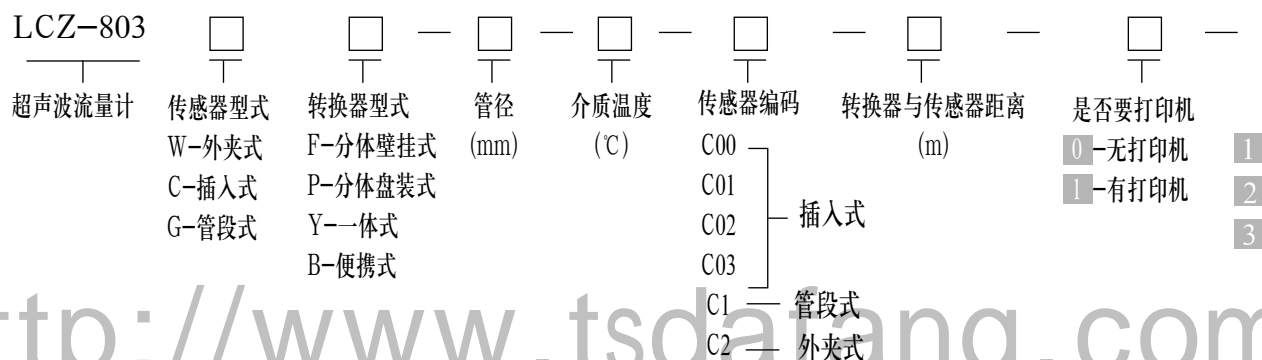 LCZ-803 □ □ — □ — □ — □ — □ — □ —
超声波流量计 传感器型式 转换器型式 管径 介质温度 传感器编码 转换器与传感器距离 是否要打印机
W-外夹式 F-分体壁挂式 (mm) (℃) C00 (m) 0-无打印机 1
C-插入式 P-分体盘装式 C01 1-有打印机 2
G-管段式 Y-一体式 C02 插入式 3
B-便携式 C03
C1 — 管段式
C2 — 外夹式
ttp://www.tsdafang.com